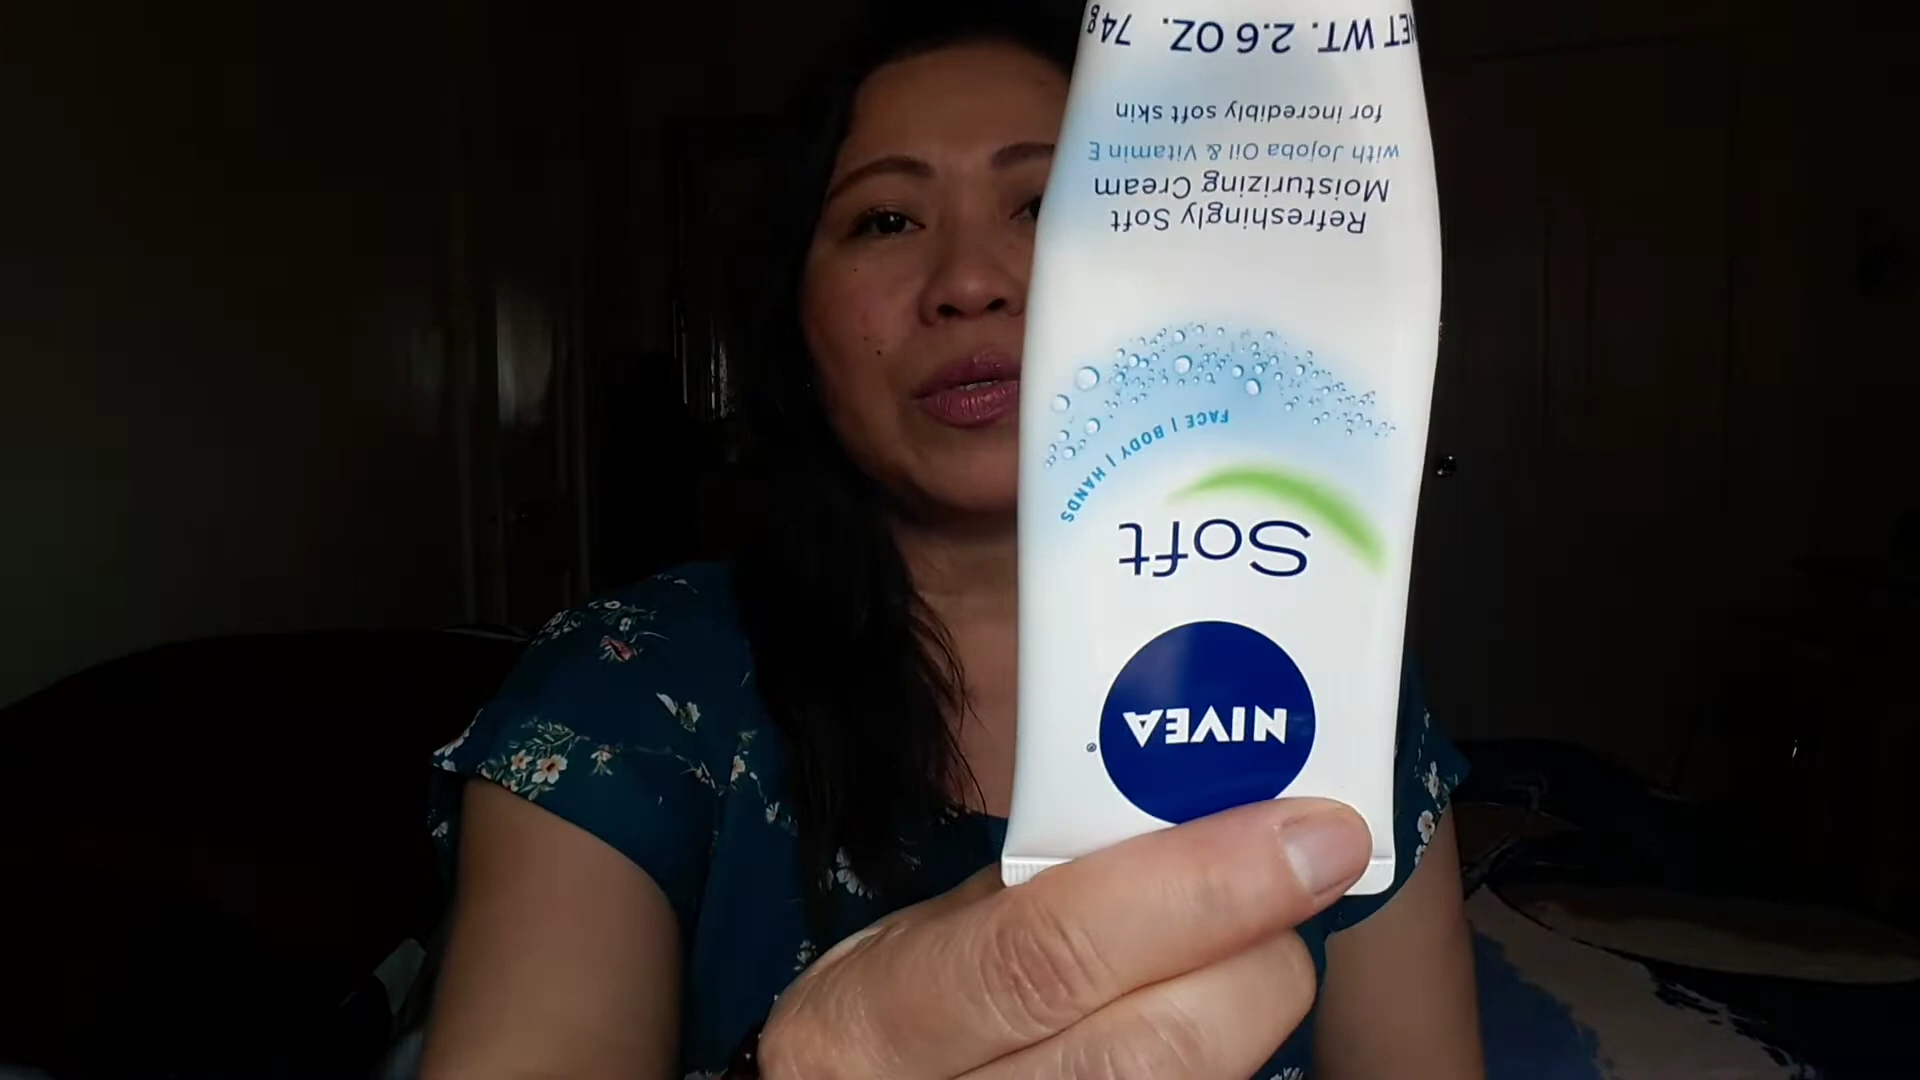 NIVEA
®
Soft
FACE | BODY | HANDS
Refreshingly Soft
Moisturizing Cream
with Jojoba Oil & Vitamin E
for incredibly soft skin
NET WT. 2.6 OZ. 74g